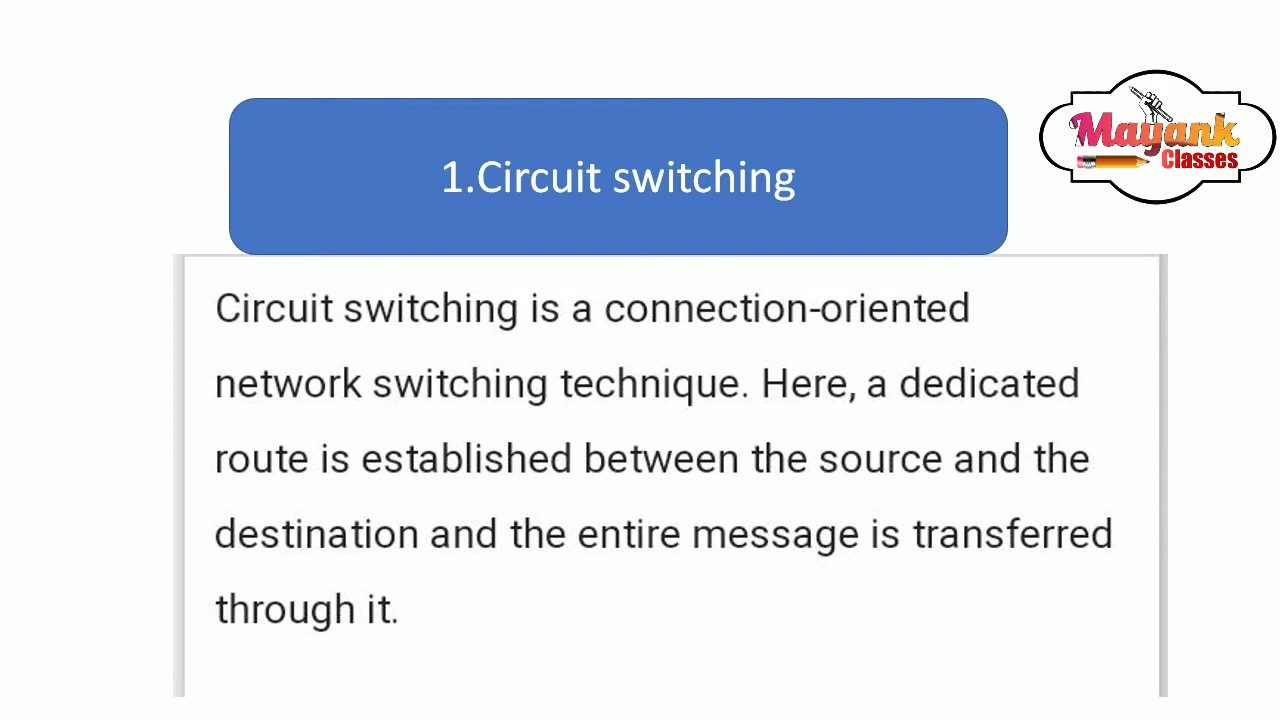 1.Circuit switching
Mayank
Classes
Circuit switching is a connection-oriented
network switching technique. Here, a dedicated
route is established between the source and the
destination and the entire message is transferred
through it.